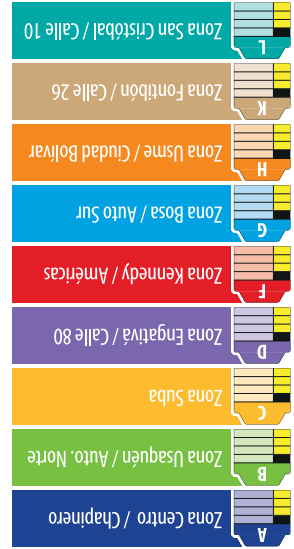 A
Zona Centro / Chapinero
B
Zona Usaquén / Auto. Norte
C
Zona Suba
D
Zona Engativá / Calle 80
F
Zona Kennedy / Américas
G
Zona Bosa / Auto Sur
H
Zona Usme / Ciudad Bolívar
K
Zona Fontibón / Calle 26
L
Zona San Cristóbal / Calle 10